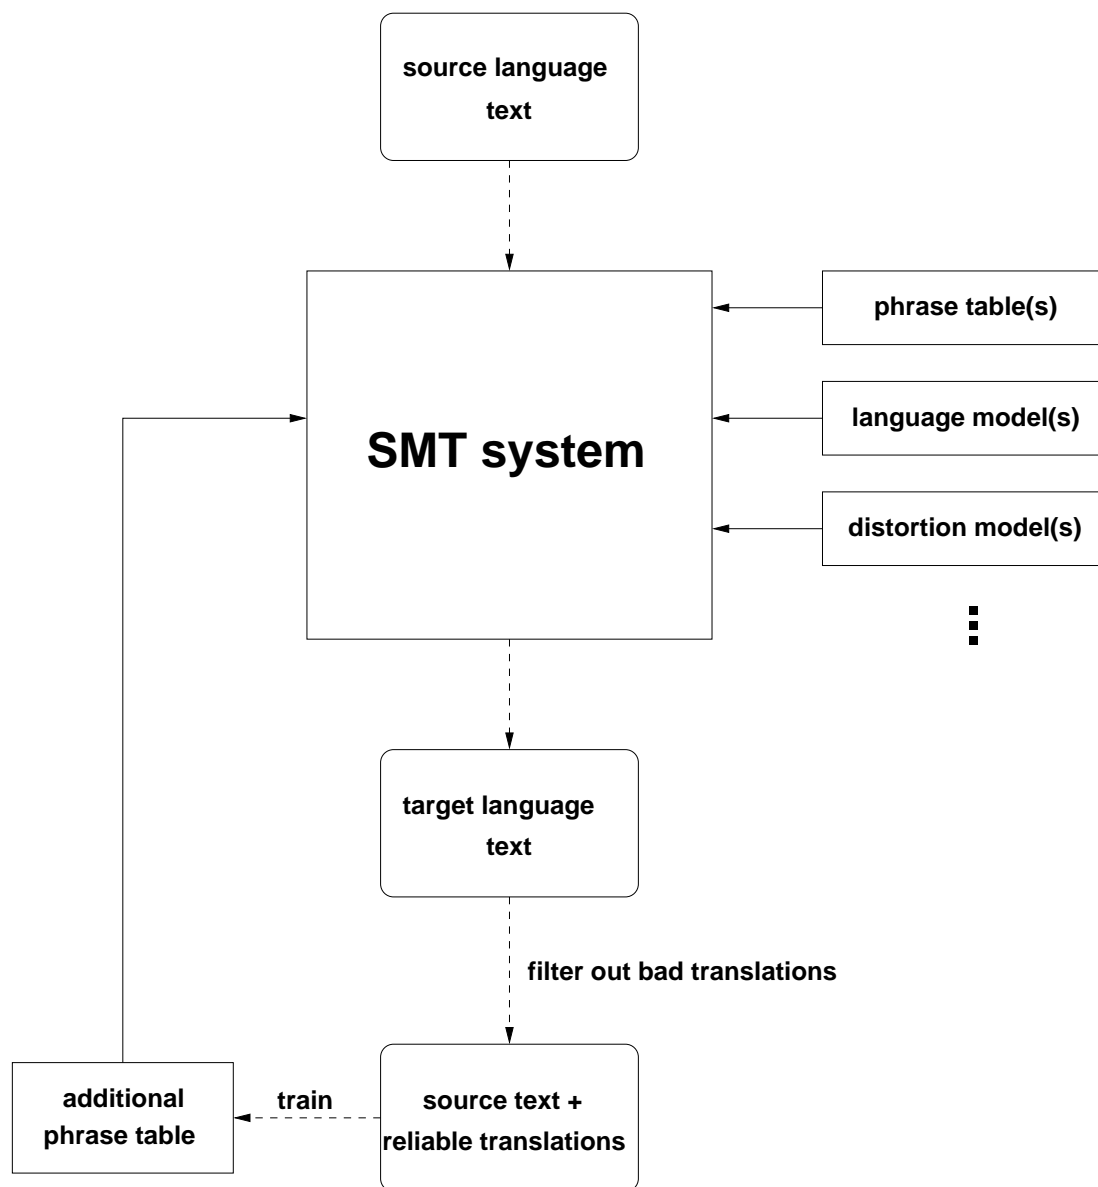 source language
text
phrase table(s)
language model(s)
SMT system
distortion model(s)
target language
text
filter out bad translations
additional
phrase table
train
source text +
reliable translations